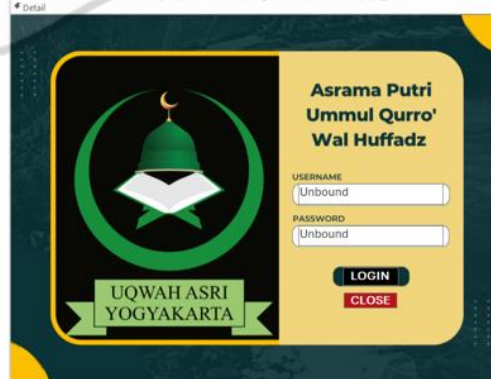 Detail
UQWAH ASRI
YOGYAKARTA
Asrama Putri
Ummul Qurro'
Wal Huffadz
USERNAME
Unbound
PASSWORD
Unbound
LOGIN
CLOSE